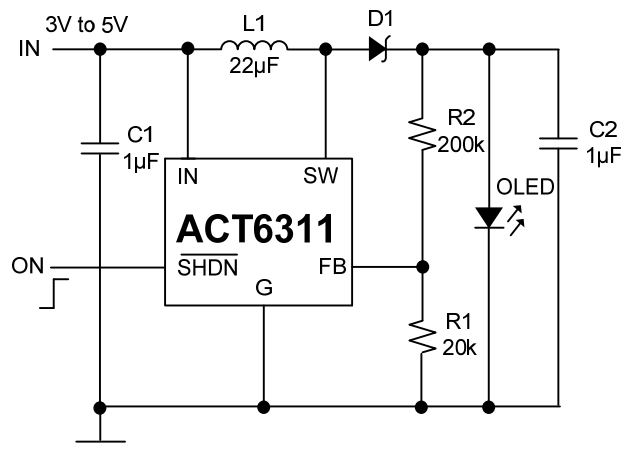 3V to 5V
IN
L1
22µF
D1
C1
1µF
R2
200k
C2
1µF
OLED
IN
SW
ACT6311
ON
SHDN
FB
G
R1
20k